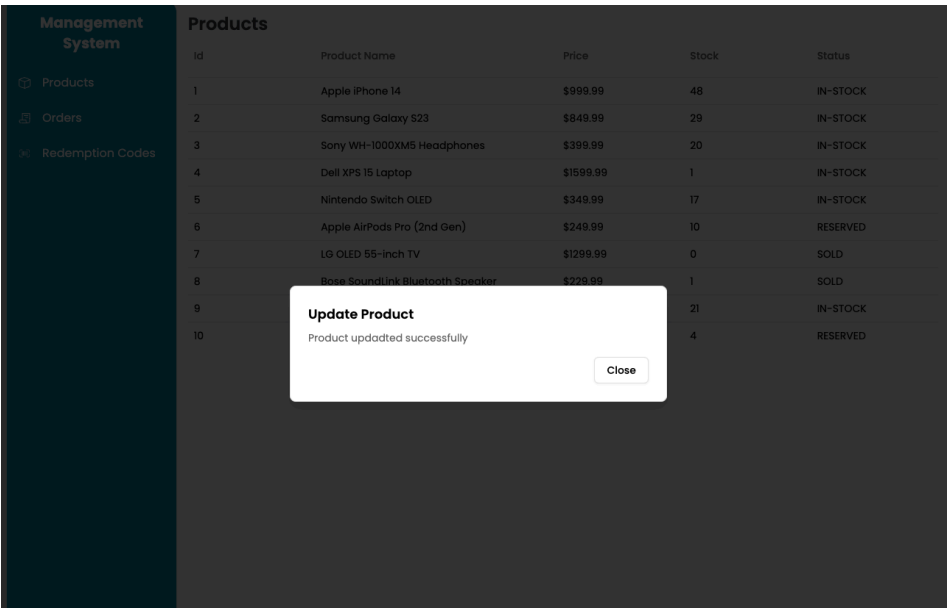 Management
System
Products
Orders
Redemption Codes
Products
Id Product Name Price Stock Status
1 Apple iPhone 14 $999.99 48 IN-STOCK
2 Samsung Galaxy S23 $849.99 29 IN-STOCK
3 Sony WH-1000XM5 Headphones $399.99 20 IN-STOCK
4 Dell XPS 15 Laptop $1599.99 1 IN-STOCK
5 Nintendo Switch OLED $349.99 17 IN-STOCK
6 Apple AirPods Pro (2nd Gen) $249.99 10 RESERVED
7 LG OLED 55-inch TV $1299.99 0 SOLD
8 Bose SoundLink Bluetooth Speaker $229.99 1 SOLD
9 21 IN-STOCK
10 4 RESERVED
Update Product
Product updadted successfully
Close